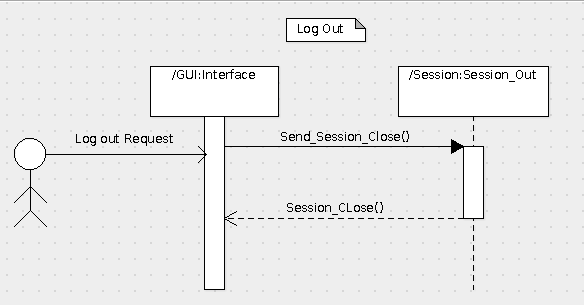 Log Out
/GUI:Interface
/Session:Session_Out
Log out Request
Send_Session_Close()
Session_CLose()